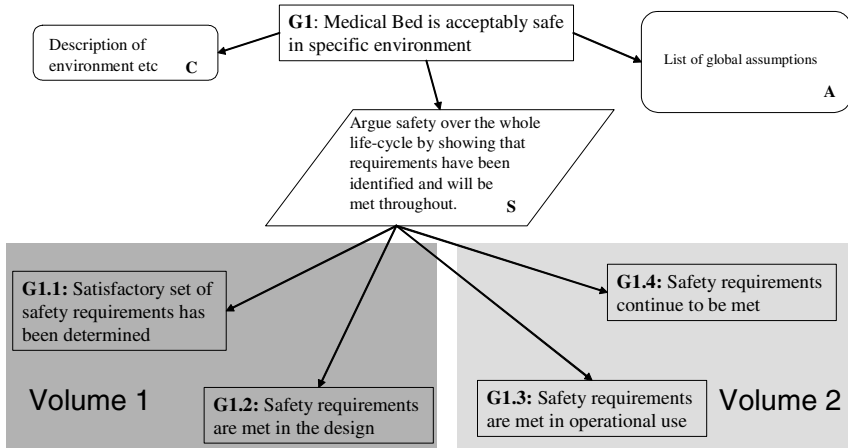 G1: Medical Bed is acceptably safe
in specific environment
Description of
environment etc
C
List of global assumptions
A
Argue safety over the whole
life-cycle by showing that
requirements have been
identified and will be
met throughout.
S
G1.1: Satisfactory set of
safety requirements has
been determined
G1.4: Safety requirements
continue to be met
Volume 1
G1.2: Safety requirements
are met in the design
G1.3: Safety requirements
are met in operational use
Volume 2